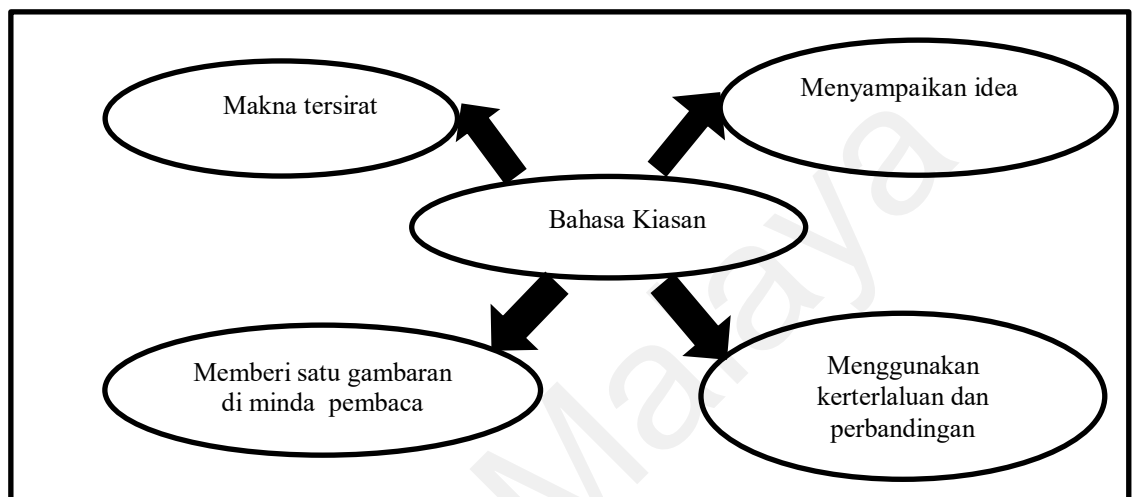 Makna tersirat
Menyampaikan idea
Bahasa Kiasan
Memberi satu gambaran
di minda pembaca
Menggunakan
kerterlaluan dan
perbandingan
Malaya